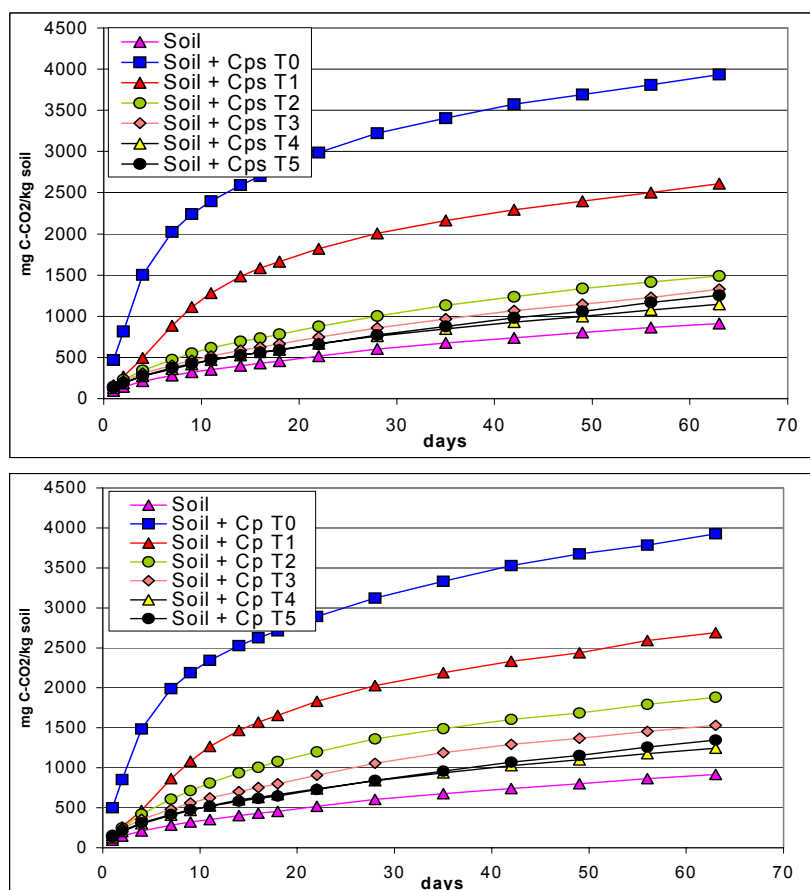 Soil
Soil + Cps T0
Soil + Cps T1
Soil + Cps T2
Soil + Cps T3
Soil + Cps T4
Soil + Cps T5
mg C-CO2/kg soil
4500
4000
3500
3000
2500
2000
1500
1000
500
0
0 10 20 30 40 50 60 70
days
Soil
Soil + Cp T0
Soil + Cp T1
Soil + Cp T2
Soil + Cp T3
Soil + Cp T4
Soil + Cp T5
mg C-CO2/kg soil
4500
4000
3500
3000
2500
2000
1500
1000
500
0
0 10 20 30 40 50 60 70
days